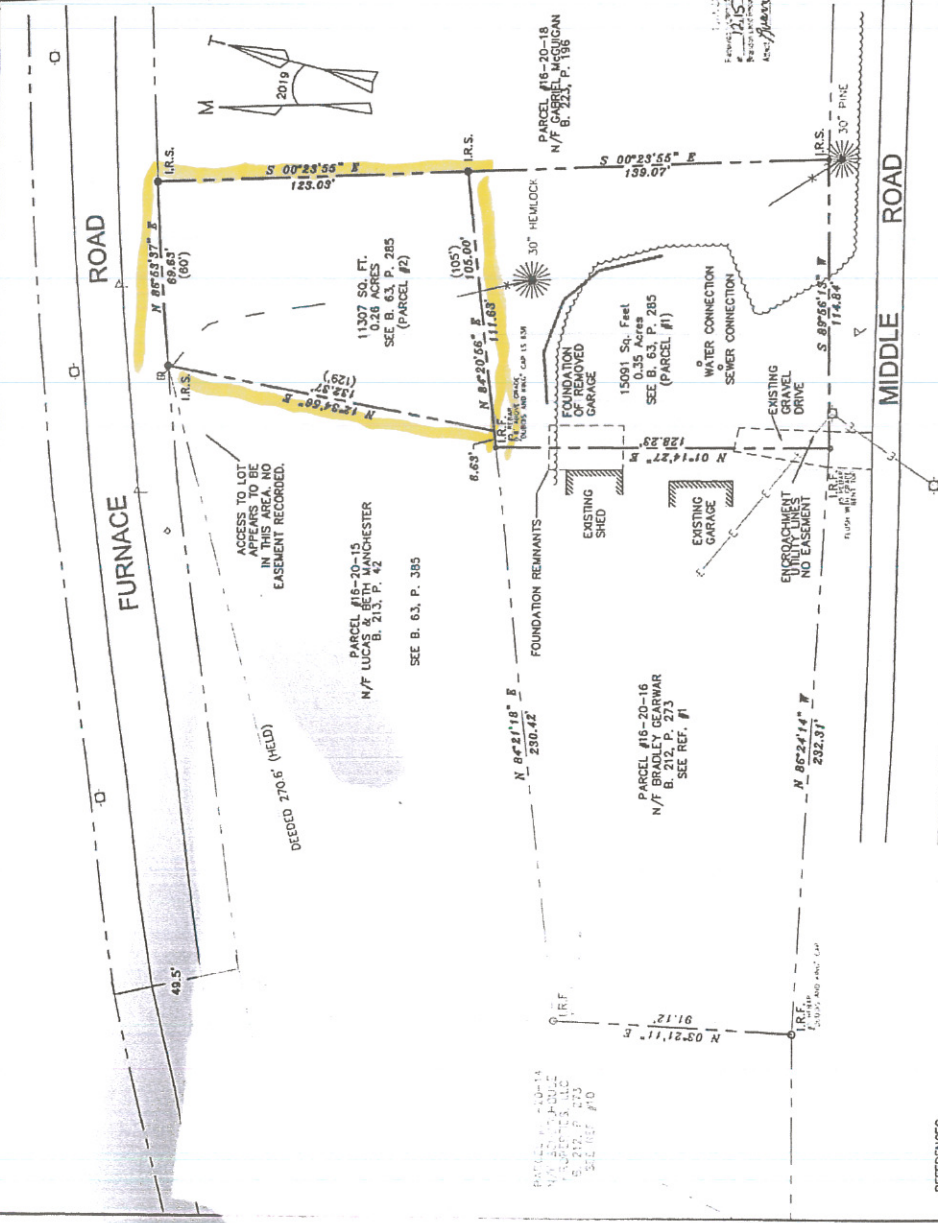 FURNACE ROAD
M
T
2019
I.R.S.
N 86°53'37" E
69.63'
(60')
S 00°23'55" E
123.03'
I.R.S.
I.R.S.
ACCESS TO LOT
APPEARS TO BE
IN THIS AREA. NO
EASEMENT RECORDED.
PARCEL #16-20-18
N/F GABRIEL McGUIGAN
B. 223, P. 196
11307 SQ. FT.
0.26 ACRES
SEE B. 63, P. 285
(PARCEL #2)
N 12°34'56" E
(129')
(105')
N 84°20'56" E
105.00'
111.63'
30" HEMLOCK
S 00°23'55" E
139.07'
PARCEL #16-20-15
N/F LUCAS & BETH MANCHESTER
B. 213, P. 42
SEE B. 63, P. 385
DEEDED 270.6' (HELD)
49.5'
I.R.F.
6.63'
FOUNDATION
OF REMOVED
GARAGE
15091 Sq. Feet
0.35 Acres
SEE B. 63, P. 285
(PARCEL #1)
WATER CONNECTION
SEWER CONNECTION
N 01°14'27" E
128.23'
EXISTING
GRAVEL
DRIVE
FOUNDATION REMNANTS
EXISTING
SHED
EXISTING
GARAGE
N 84°21'18" E
230.42'
PARCEL #16-20-16
N/F BRADLEY GEARWAR
B. 212, P. 273
SEE REF. #1
ENCROACHMENT
UTILITY LINES
NO EASEMENT
I.R.F.
S 89°56'13" W
114.84'
I.R.S.
30" PINE
N 86°24'14" W
232.31'
I.R.F.
N 03°21'11" E
91.12'
I.R.F.
MIDDLE ROAD
REFERENCES